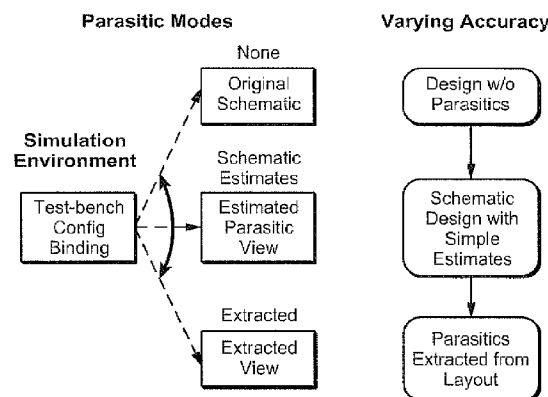 Parasitic Modes
Varying Accuracy
None
Original
Schematic
Design w/o
Parasitics
Simulation
Environment
Schematic
Estimates
Test-bench
Config
Binding
Estimated
Parasitic
View
Schematic
Design with
Simple
Estimates
Extracted
Extracted
View
Parasitics
Extracted from
Layout